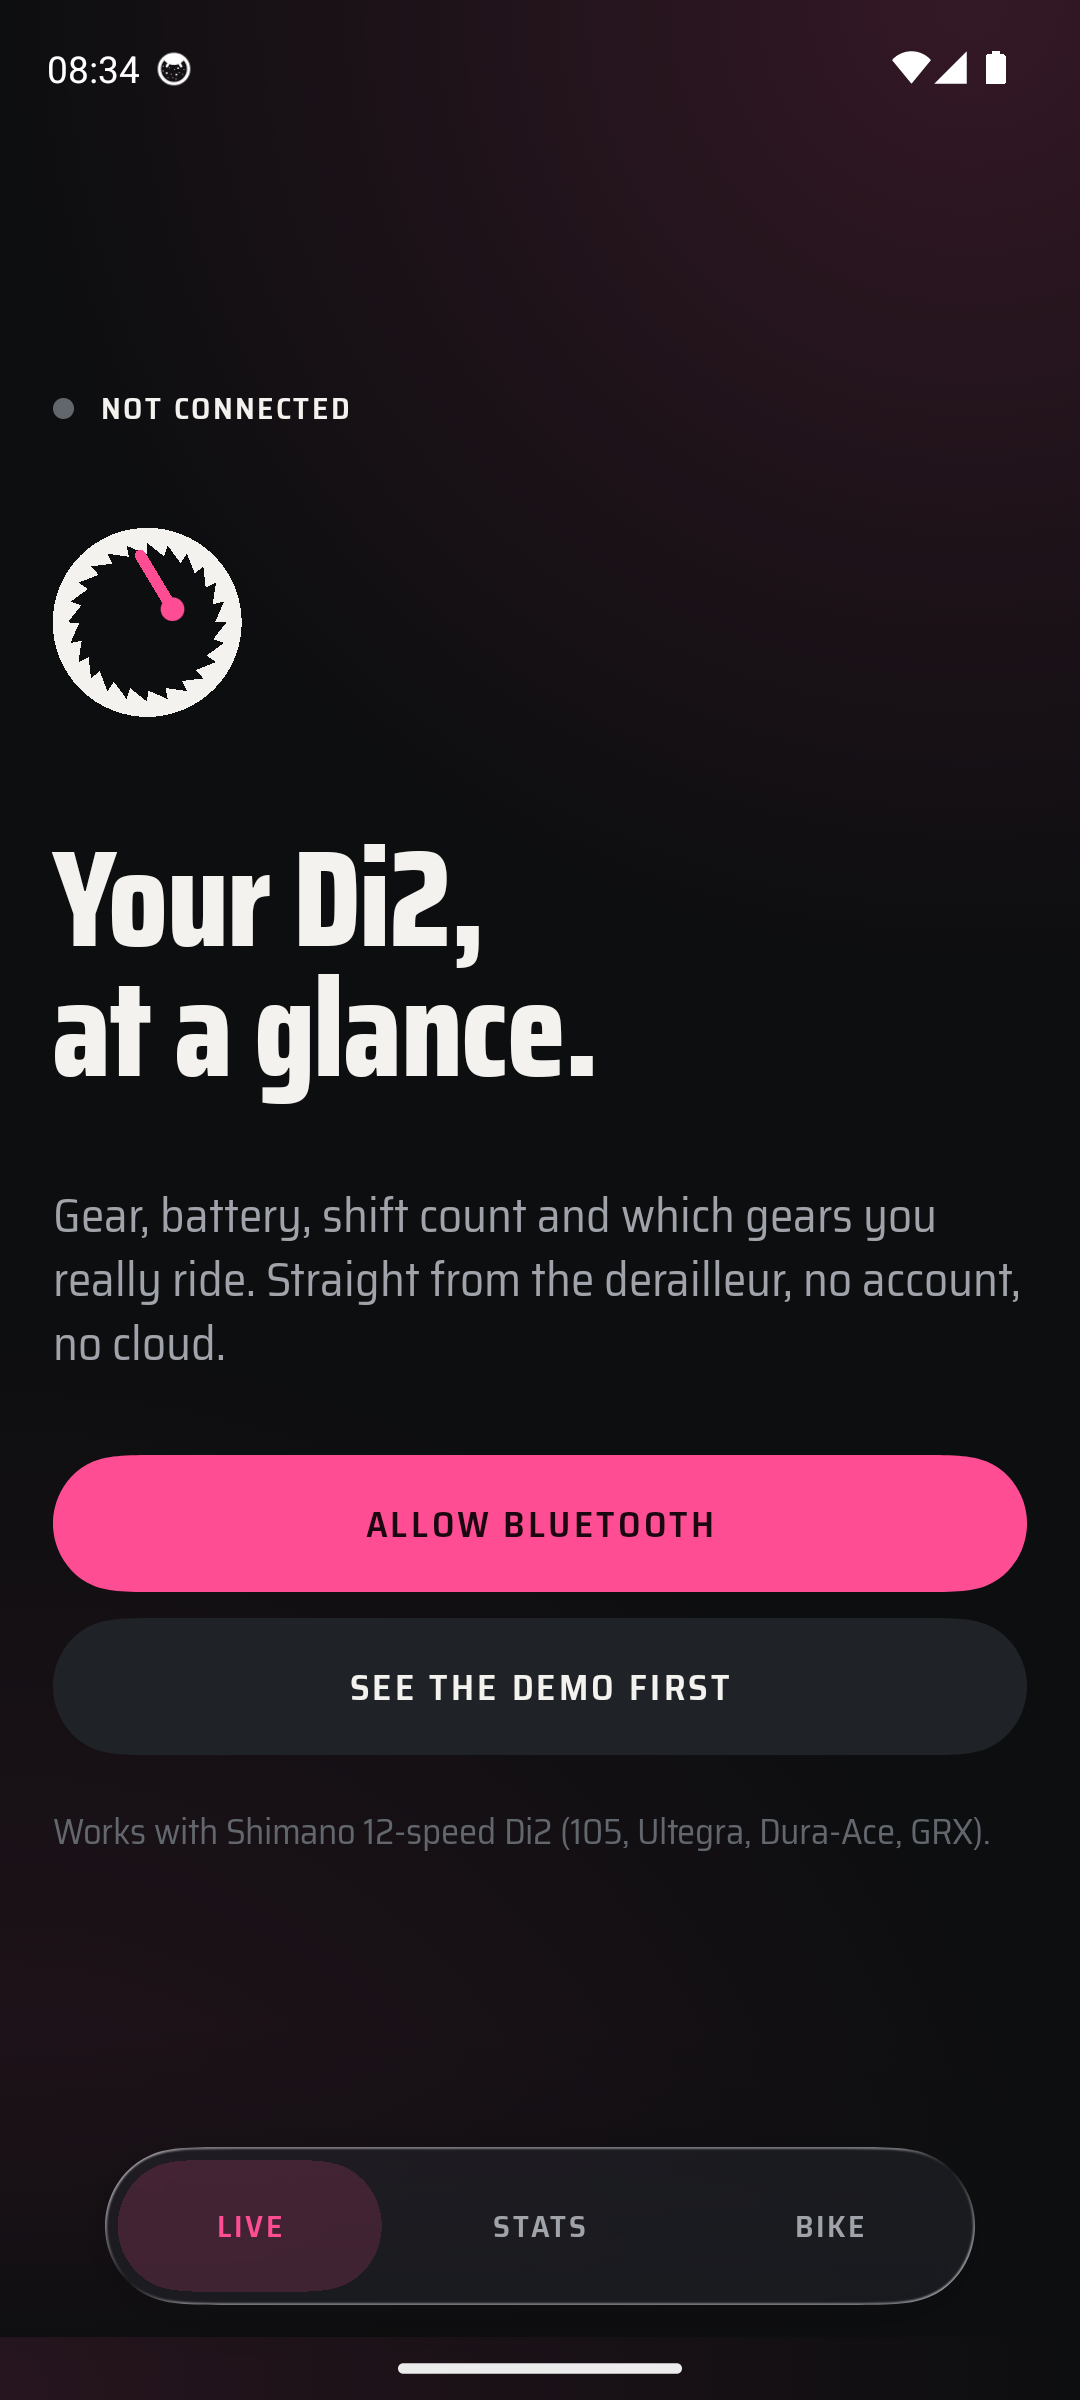 08:34
NOT CONNECTED
Your Di2,
at a glance.
Gear, battery, shift count and which gears you
really ride. Straight from the derailleur, no account,
no cloud.
ALLOW BLUETOOTH
SEE THE DEMO FIRST
Works with Shimano 12-speed Di2 (105, Ultegra, Dura-Ace, GRX).
LIVE STATS BIKE